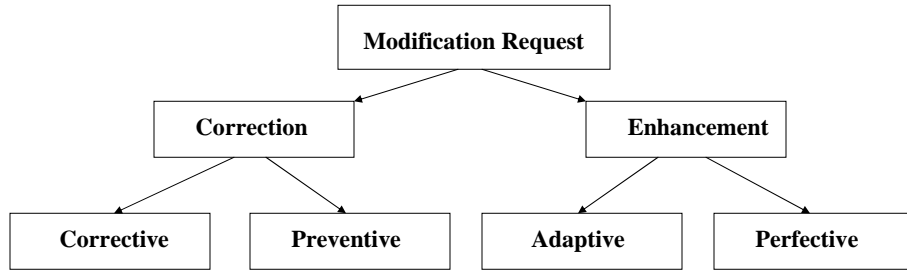 Modification Request
Correction
Enhancement
Corrective
Preventive
Adaptive
Perfective